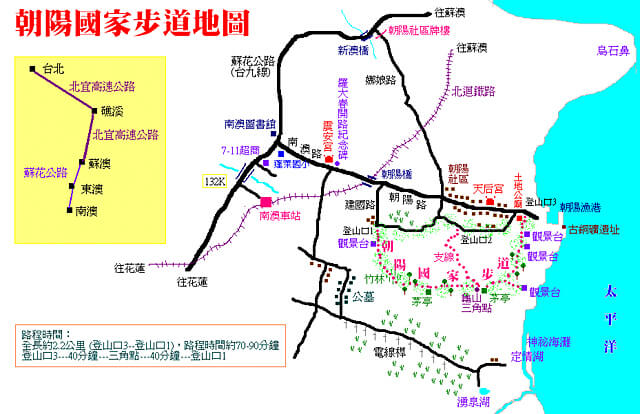 朝陽國家步道地圖
往蘇澳
朝陽社區牌樓
新澳橋
往蘇澳
烏石鼻
蘇花公路
(台九線)
台北
北宜高速公路
礁溪
北宜高速公路
蘇花公路
蘇澳
東澳
南澳
娜娘路
北迴鐵路
羅大春開路紀念碑
南澳圖書館
南澳路
震安宮
7-11超商
蓬萊國小
132K
朝陽橋
朝陽社區
天后宮
土地公廟
登山口3
朝陽漁港
朝陽路
南澳車站
建國路
登山口1
登山口2
觀景台
古銅礦遺址
觀景台
支線
朝陽國家步道
往花蓮
往花蓮
竹林
茅亭
龜山
三角點
茅亭
觀景台
公墓
太平洋
電線桿
神祕海灘
定情湖
湧泉湖
路程時間：
全長約2.2公里 (登山口3--登山口1)，路程時間約70-90分鐘
登山口3---40分鐘---三角點---40分鐘---登山口1